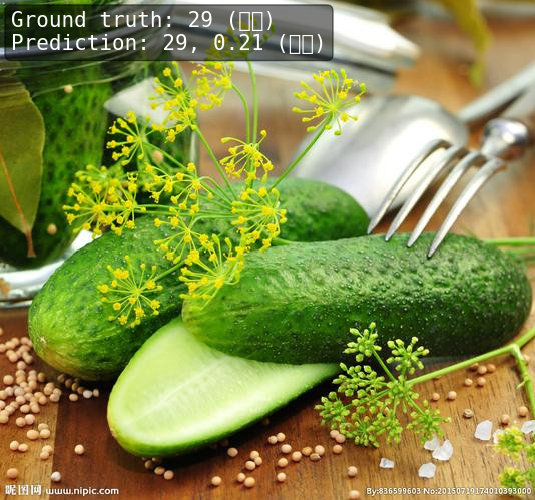 Ground truth: 29 (□□)
Prediction: 29, 0.21 (□□)
昵图网 www.nipic.com
By:836599603 No:20150719174010393000